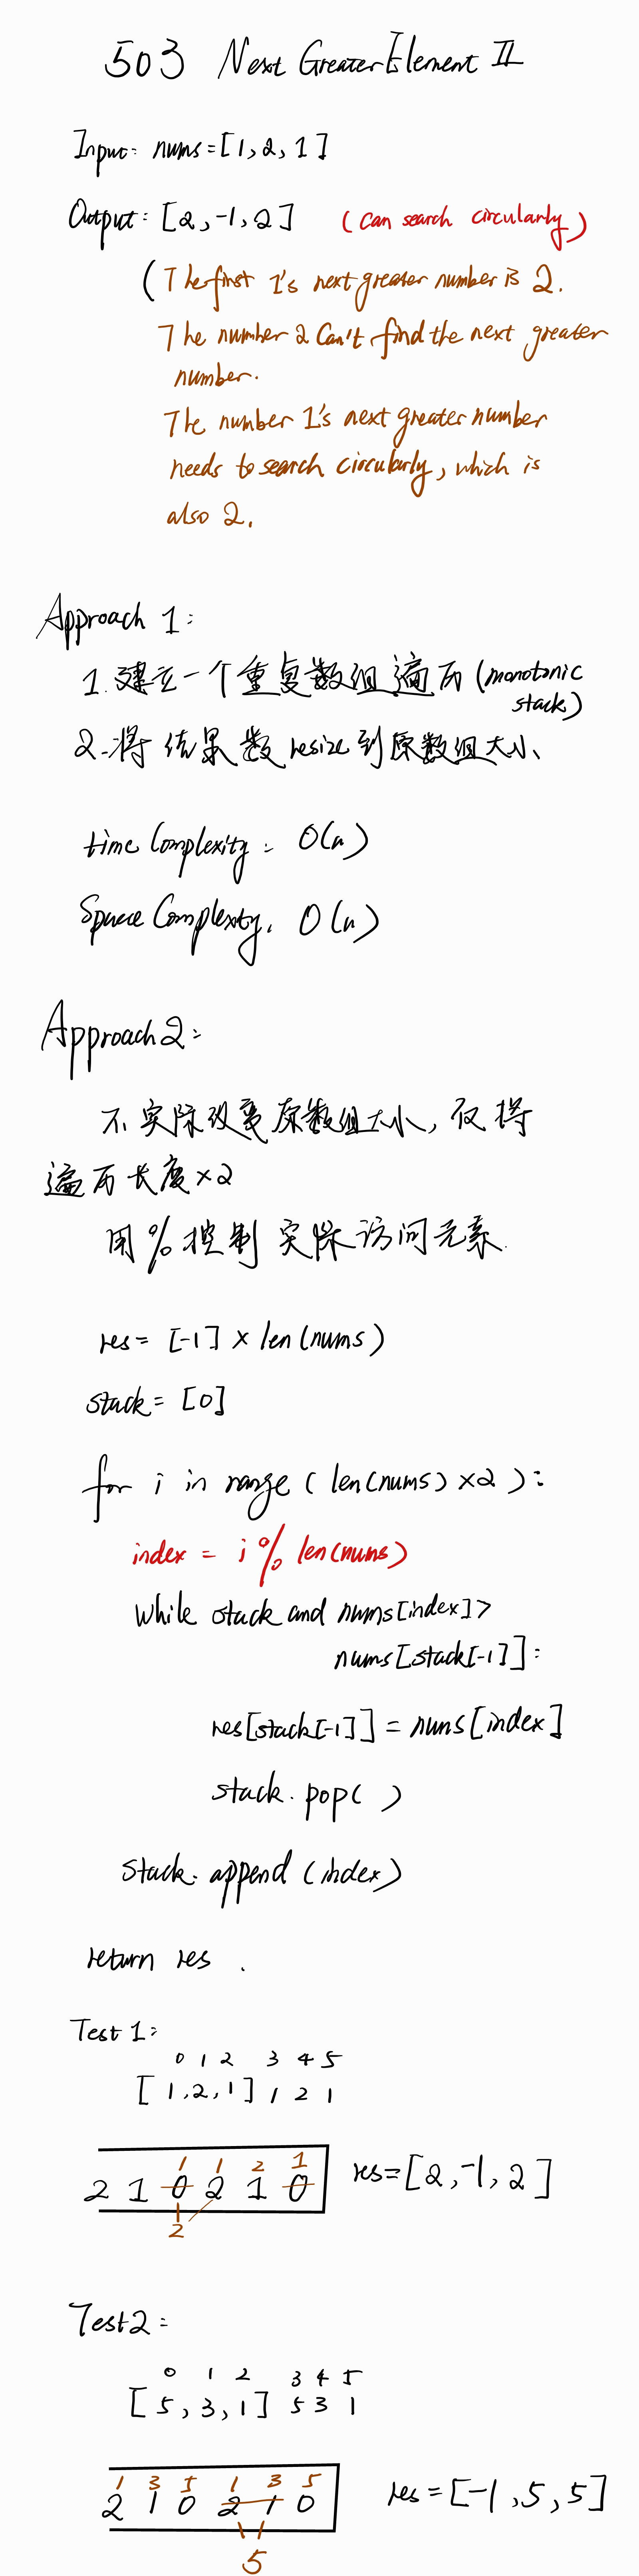 503 Next Greater Element II
Input: nums=[1,2,1]
Output: [2,-1,2] (can search circularly)
(The first 1's next greater number is 2.
The number 2 can't find the next greater
number.
The number 1's next greater number
needs to search circularly, which is
also 2.
Approach 1:
1.建立一个重复数组遍历(monotonic
stack)
2.将结果数resize到原数组大小
time Complexity: O(n)
Space Complexity: O(n)
Approach 2:
不实际改变原数组大小,仅将
遍历长度×2
用%控制实际访问元素.
res= [-1] × len(nums)
stack= [0]
for i in range (len(nums) ×2):
index = i % len(nums)
While stack and nums[index]>
nums[stack[-1]]:
res[stack[-1]] = nums[index]
stack.pop( )
stack.append (index)
return res .
Test 1:
0 1 2 3 4 5
[ 1,2,1] 1 2 1
1 1 2 1
2 1 0 2 1 0 res=[2,-1,2]
2
Test2:
0 1 2 3 4 5
[5,3,1] 5 3 1
1 3 5 1 3 5
2 1 0 2 1 0 res=[-1,5,5]
5